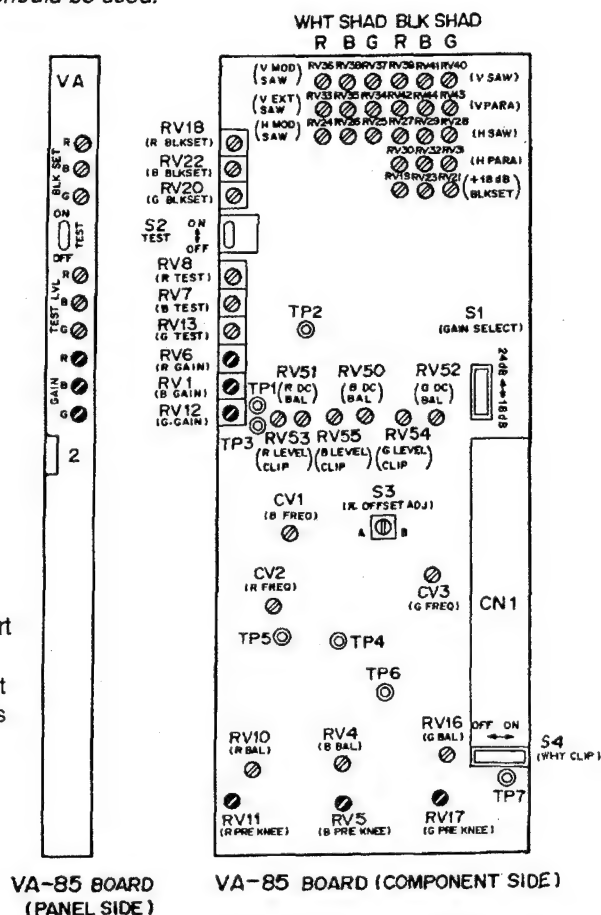 should be used.
WHT SHAD BLK SHAD
R B G R B G
(V MOD SAW) RV36 RV38 RV37 RV39 RV41 RV40 (V SAW)
(V EXT SAW) RV33 RV35 RV34 RV42 RV44 RV43 (V PARA)
(H MOD SAW) RV24 RV26 RV25 RV27 RV29 RV28 (H SAW)
RV30 RV32 RV31 (H PARA)
RV19 RV23 RV21 (+18dB BLKSET)
VA
BLK SET
R
B
G
ON
TEST
OFF
TEST LVL
R
B
G
GAIN
R
B
G
2
VA-85 BOARD
(PANEL SIDE)
RV18
(R BLKSET)
RV22
(B BLKSET)
RV20
(G BLKSET)
S2 ON
TEST OFF
RV8
(R TEST)
RV7
(B TEST)
RV13
(G TEST)
RV6
(R GAIN)
RV1
(B GAIN)
RV12
(G.GAIN)
TP2
S1
(GAIN SELECT)
24dB ↔ 18dB
TP1
TP3
RV51
(R DC BAL)
RV50
(B DC BAL)
RV52
(G DC BAL)
RV53
(R LEVEL CLIP)
RV55
(B LEVEL CLIP)
RV54
(G LEVEL CLIP)
CV1
(B FREQ)
S3
OFFSET ADJ)
A B
CV2
(R FREQ)
CV3
(G FREQ)
CN1
TP5
TP4
TP6
RV10
(R BAL)
RV4
(B BAL)
RV16
(G BAL)
OFF ON
S4
(WHT CLIP)
TP7
RV11
(R PRE KNEE)
RV5
(B PRE KNEE)
RV17
(G PRE KNEE)
VA-85 BOARD (COMPONENT SIDE)
rt
t
s